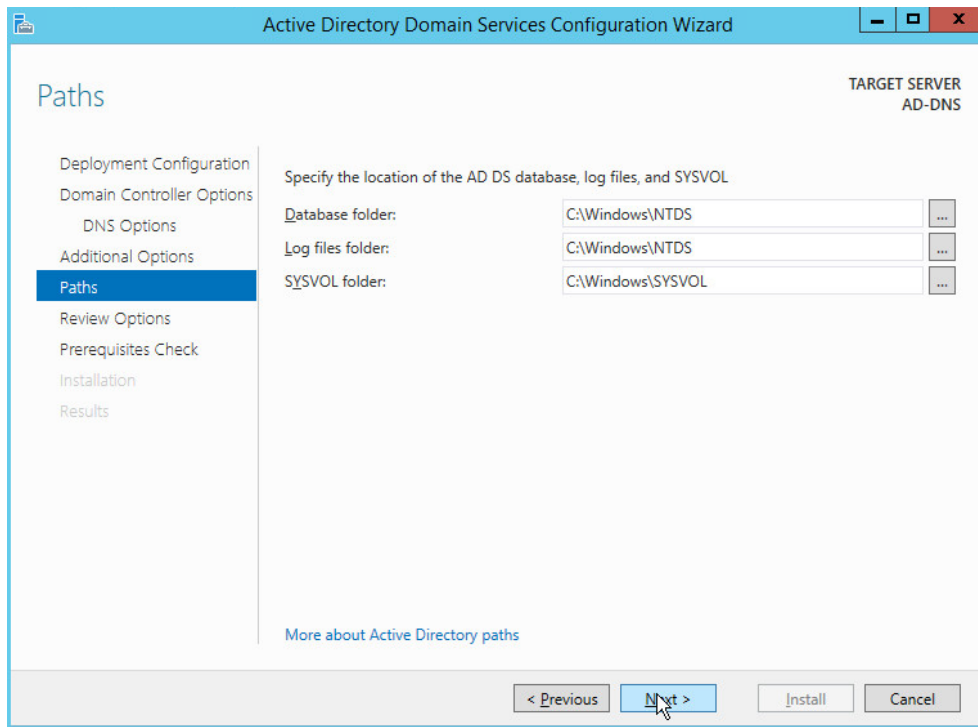 Active Directory Domain Services Configuration Wizard
Paths
TARGET SERVER
AD-DNS
Deployment Configuration
Domain Controller Options
DNS Options
Additional Options
Paths
Review Options
Prerequisites Check
Installation
Results
Specify the location of the AD DS database, log files, and SYSVOL
Database folder: C:\Windows\NTDS ...
Log files folder: C:\Windows\NTDS ...
SYSVOL folder: C:\Windows\SYSVOL ...
More about Active Directory paths
< Previous Next > Install Cancel